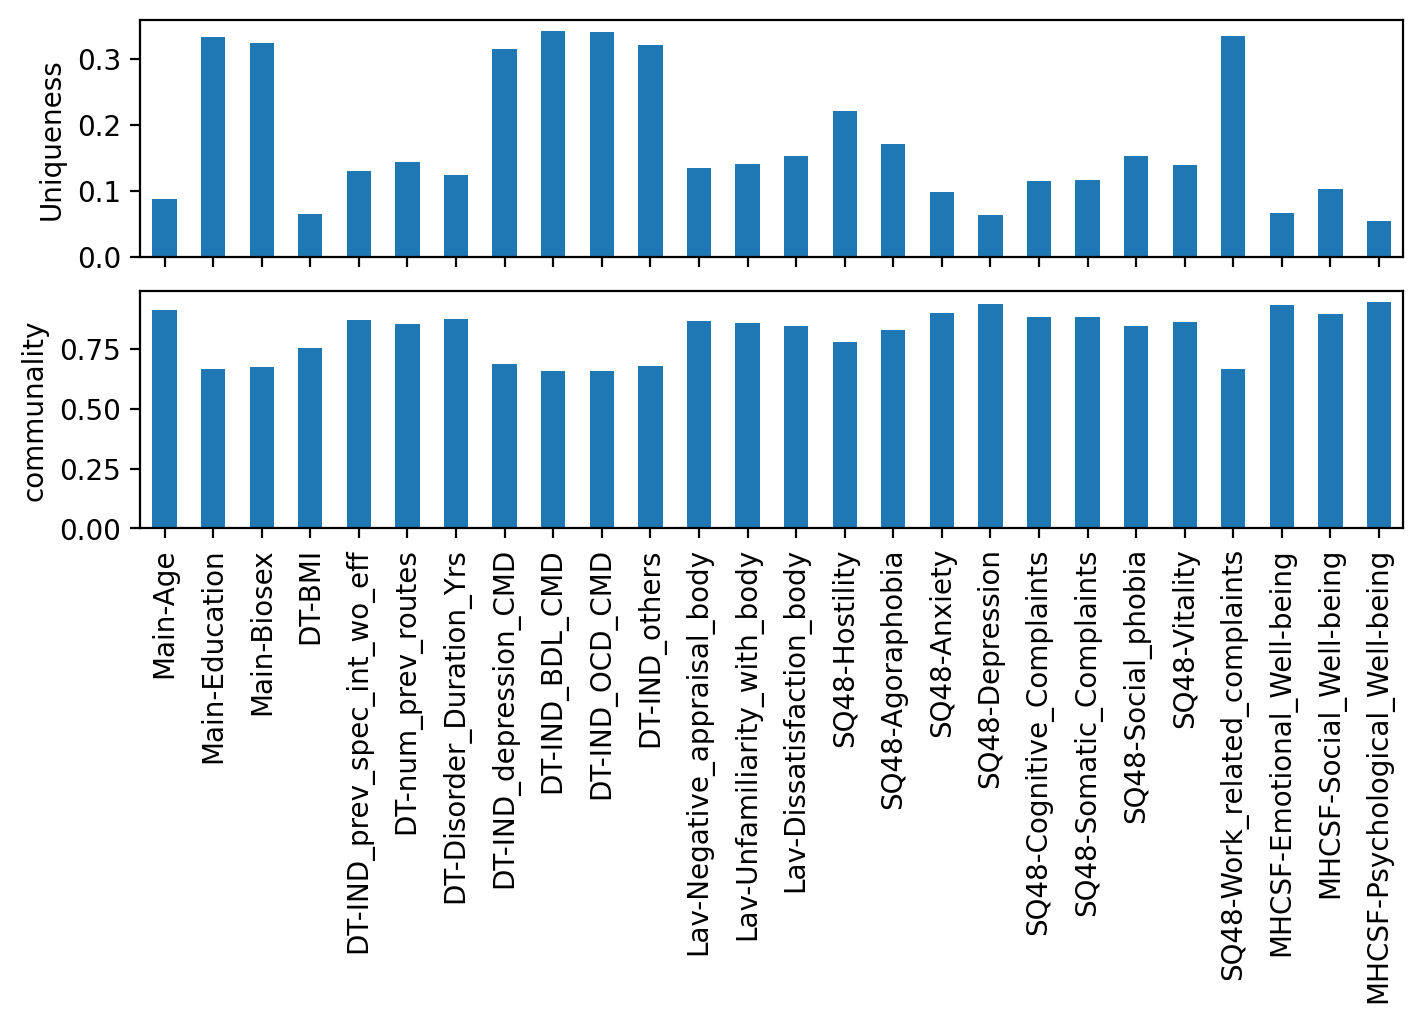 Uniqueness
0.3
0.2
0.1
0.0
communality
0.75
0.50
0.25
0.00
Main-Age
Main-Education
Main-Biosex
DT-BMI
DT-IND_prev_spec_int_wo_eff
DT-num_prev_routes
DT-Disorder_Duration_Yrs
DT-IND_depression_CMD
DT-IND_BDL_CMD
DT-IND_OCD_CMD
DT-IND_others
Lav-Negative_appraisal_body
Lav-Unfamiliarity_with_body
Lav-Dissatisfaction_body
SQ48-Hostility
SQ48-Agoraphobia
SQ48-Anxiety
SQ48-Depression
SQ48-Cognitive_Complaints
SQ48-Somatic_Complaints
SQ48-Social_phobia
SQ48-Vitality
SQ48-Work_related_complaints
MHCSF-Emotional_Well-being
MHCSF-Social_Well-being
MHCSF-Psychological_Well-being